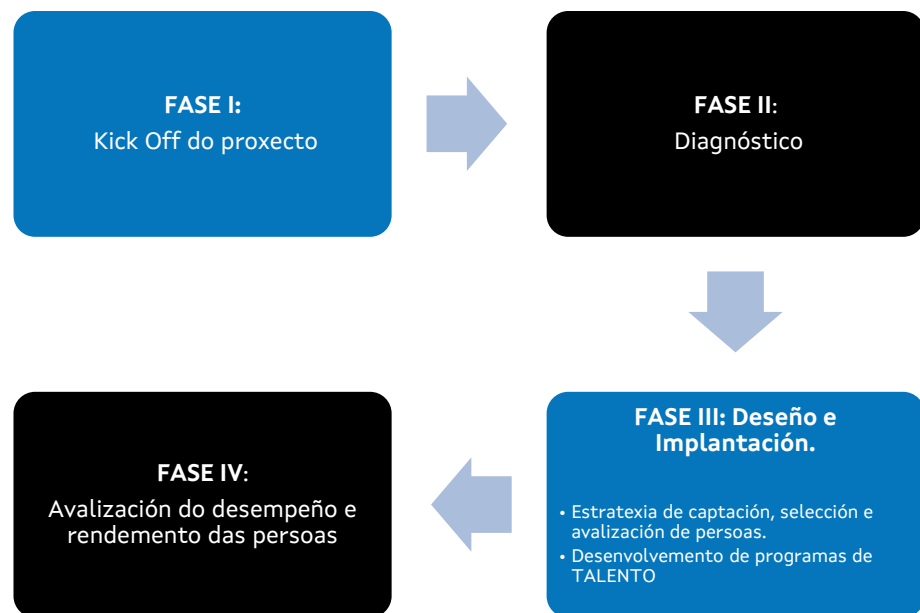 FASE I:
Kick Off do proxecto
FASE II:
Diagnóstico
FASE III: Deseño e
Implantación.
• Estratexia de captación, selección e
avalización de persoas.
• Desenvolvemento de programas de
TALENTO
FASE IV:
Avalización do desempeño e
rendemento das persoas